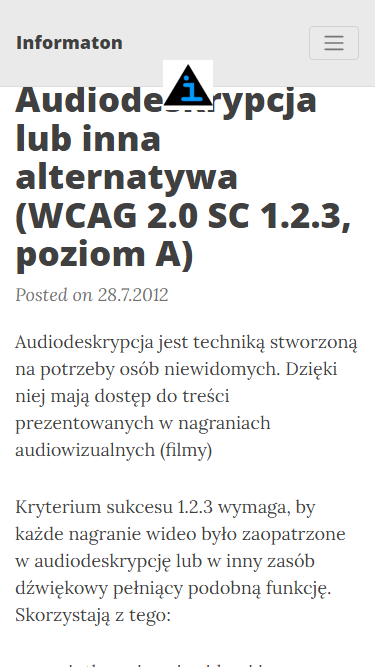 Informaton
Audiodeskrypcja
lub inna
alternatywa
(WCAG 2.0 SC 1.2.3,
poziom A)
Posted on 28.7.2012
Audiodeskrypcja jest techniką stworzoną
na potrzeby osób niewidomych. Dzięki
niej mają dostęp do treści
prezentowanych w nagraniach
audiowizualnych (filmy)
Kryterium sukcesu 1.2.3 wymaga, by
każde nagranie wideo było zaopatrzone
w audiodeskrypcję lub w inny zasób
dźwiękowy pełniący podobną funkcję.
Skorzystają z tego: